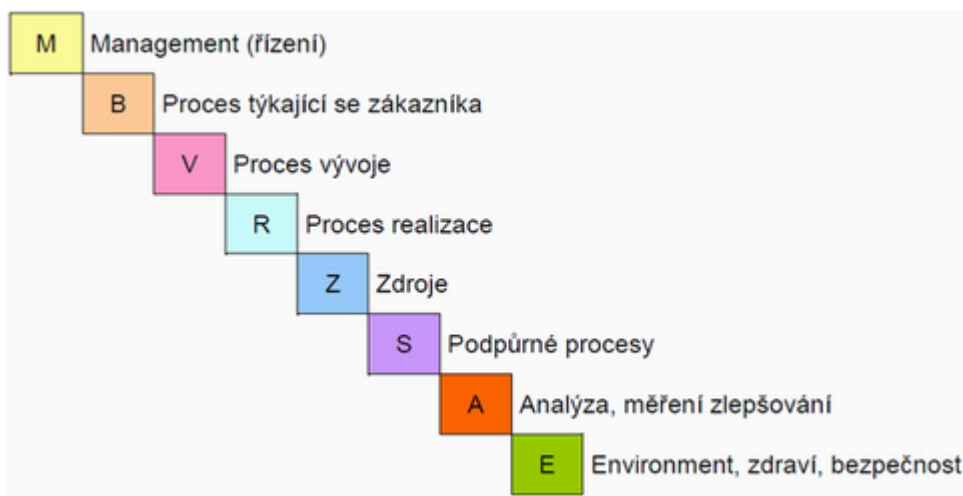 M Management (řízení)
B Proces týkající se zákazníka
V Proces vývoje
R Proces realizace
Z Zdroje
S Podpůrné procesy
A Analýza, měření zlepšování
E Environment, zdraví, bezpečnost